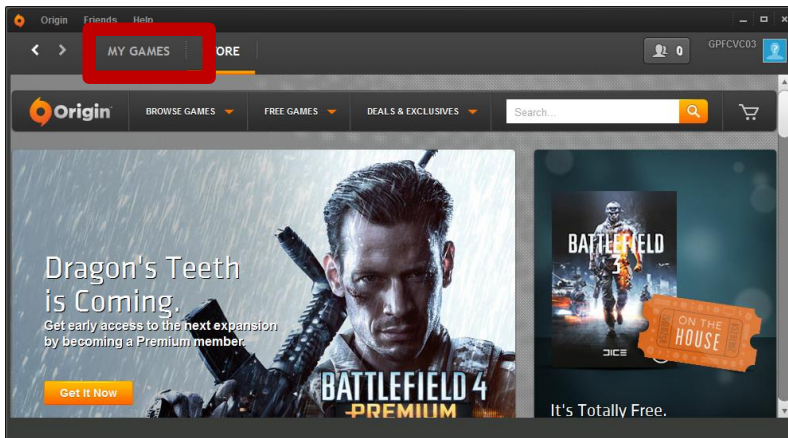 Origin Friends Help
MY GAMES
ORE
0
GPFCVC03
Origin
BROWSE GAMES
FREE GAMES
DEALS & EXCLUSIVES
Search...
Dragon's Teeth
is Coming.
Get early access to the next expansion
by becoming a Premium member.
Get It Now
BATTLEFIELD 4
PREMIUM
BATTLEFIELD
3
DICE
ON THE
HOUSE
It's Totally Free.